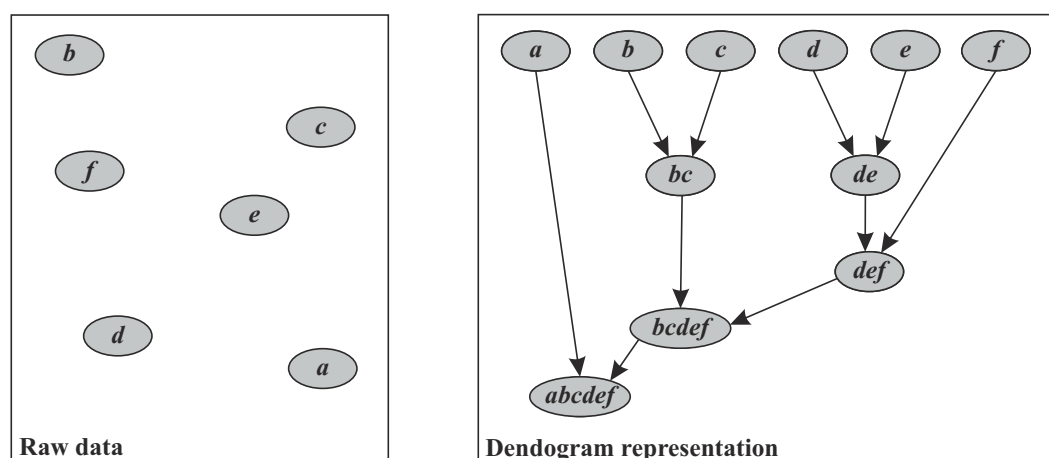 b
c
f
e
d
a
Raw data
a b c d e f
bc de
def
bcdef
abcdef
Dendogram representation